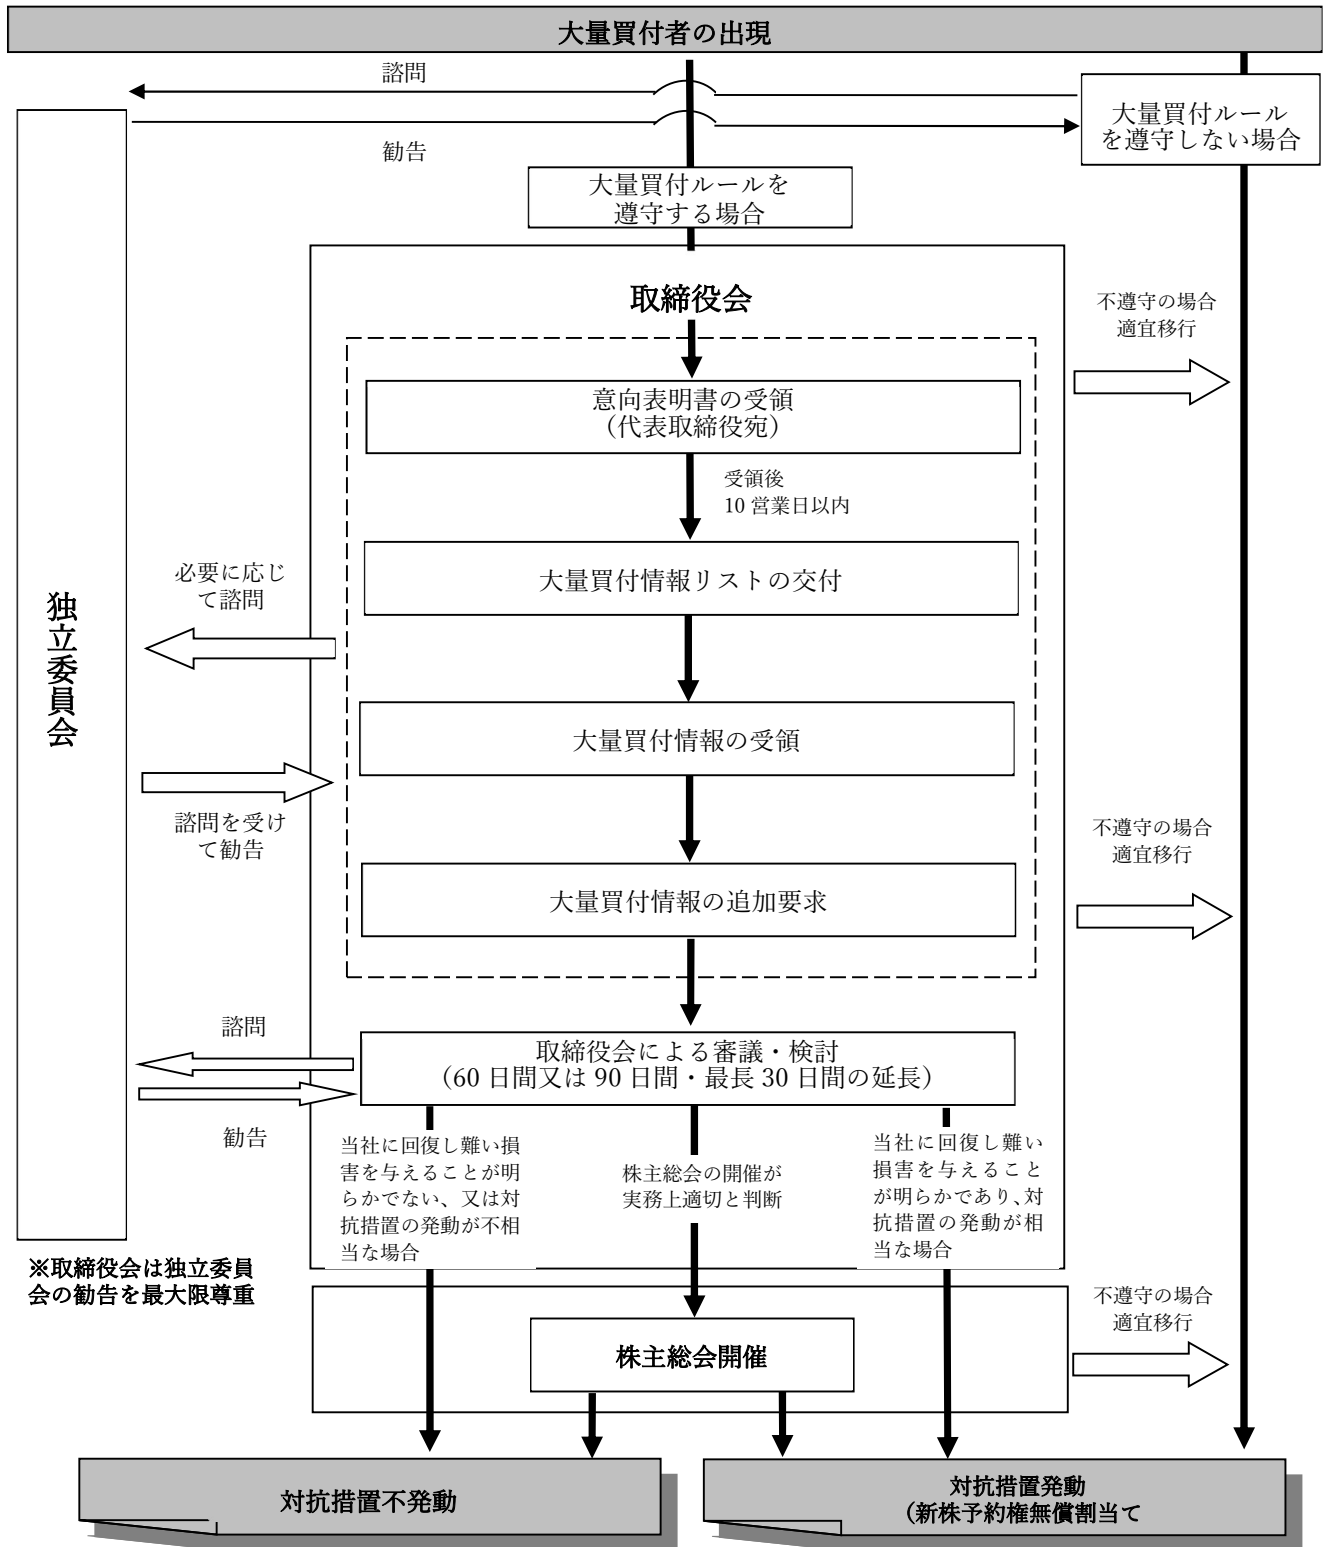 大量買付者の出現
諮問
大量買付ルール
を遵守しない場合
勧告
大量買付ルールを
遵守する場合
取締役会
不遵守の場合
適宜移行
意向表明書の受領
（代表取締役宛）
受領後
10 営業日以内
大量買付情報リストの交付
必要に応じ
て諮問
独立委員会
大量買付情報の受領
諮問を受け
て勧告
不遵守の場合
適宜移行
大量買付情報の追加要求
諮問
取締役会による審議・検討
（60 日間又は 90 日間・最長 30 日間の延長）
勧告
当社に回復し難い損
害を与えることが明
らかでない、又は対
抗措置の発動が不相
当な場合
株主総会の開催が
実務上適切と判断
当社に回復し難い
損害を与えること
が明らかであり、対
抗措置の発動が相
当な場合
※取締役会は独立委員
会の勧告を最大限尊重
不遵守の場合
適宜移行
株主総会開催
対抗措置不発動
対抗措置発動
（新株予約権無償割当て